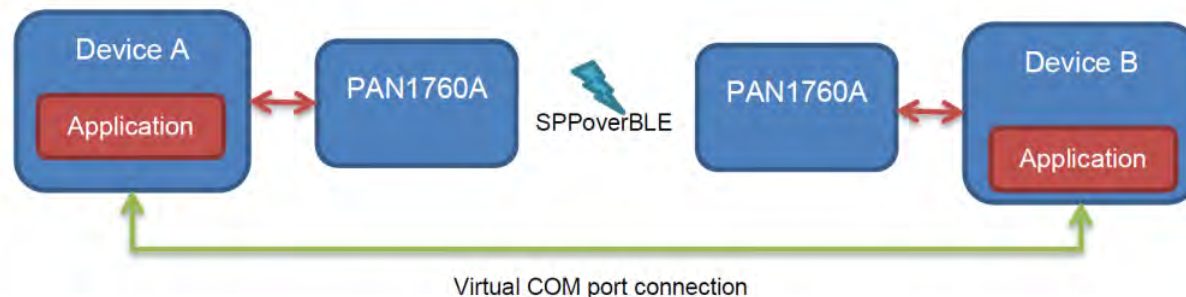 Device A
Application
PAN1760A
SPPoverBLE
PAN1760A
Device B
Application
Virtual COM port connection